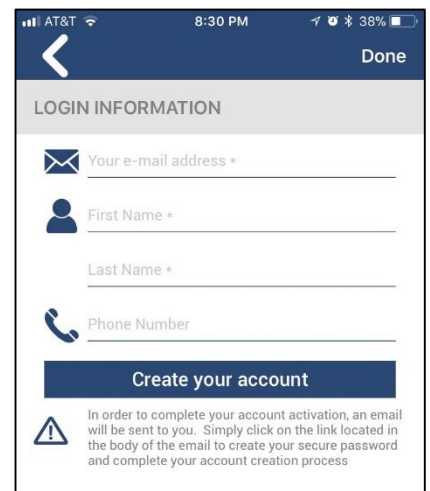 AT&T 8:30 PM 38%
Done
LOGIN INFORMATION
Your e-mail address *
First Name *
Last Name *
Phone Number
Create your account
In order to complete your account activation, an email
will be sent to you. Simply click on the link located in
the body of the email to create your secure password
and complete your account creation process